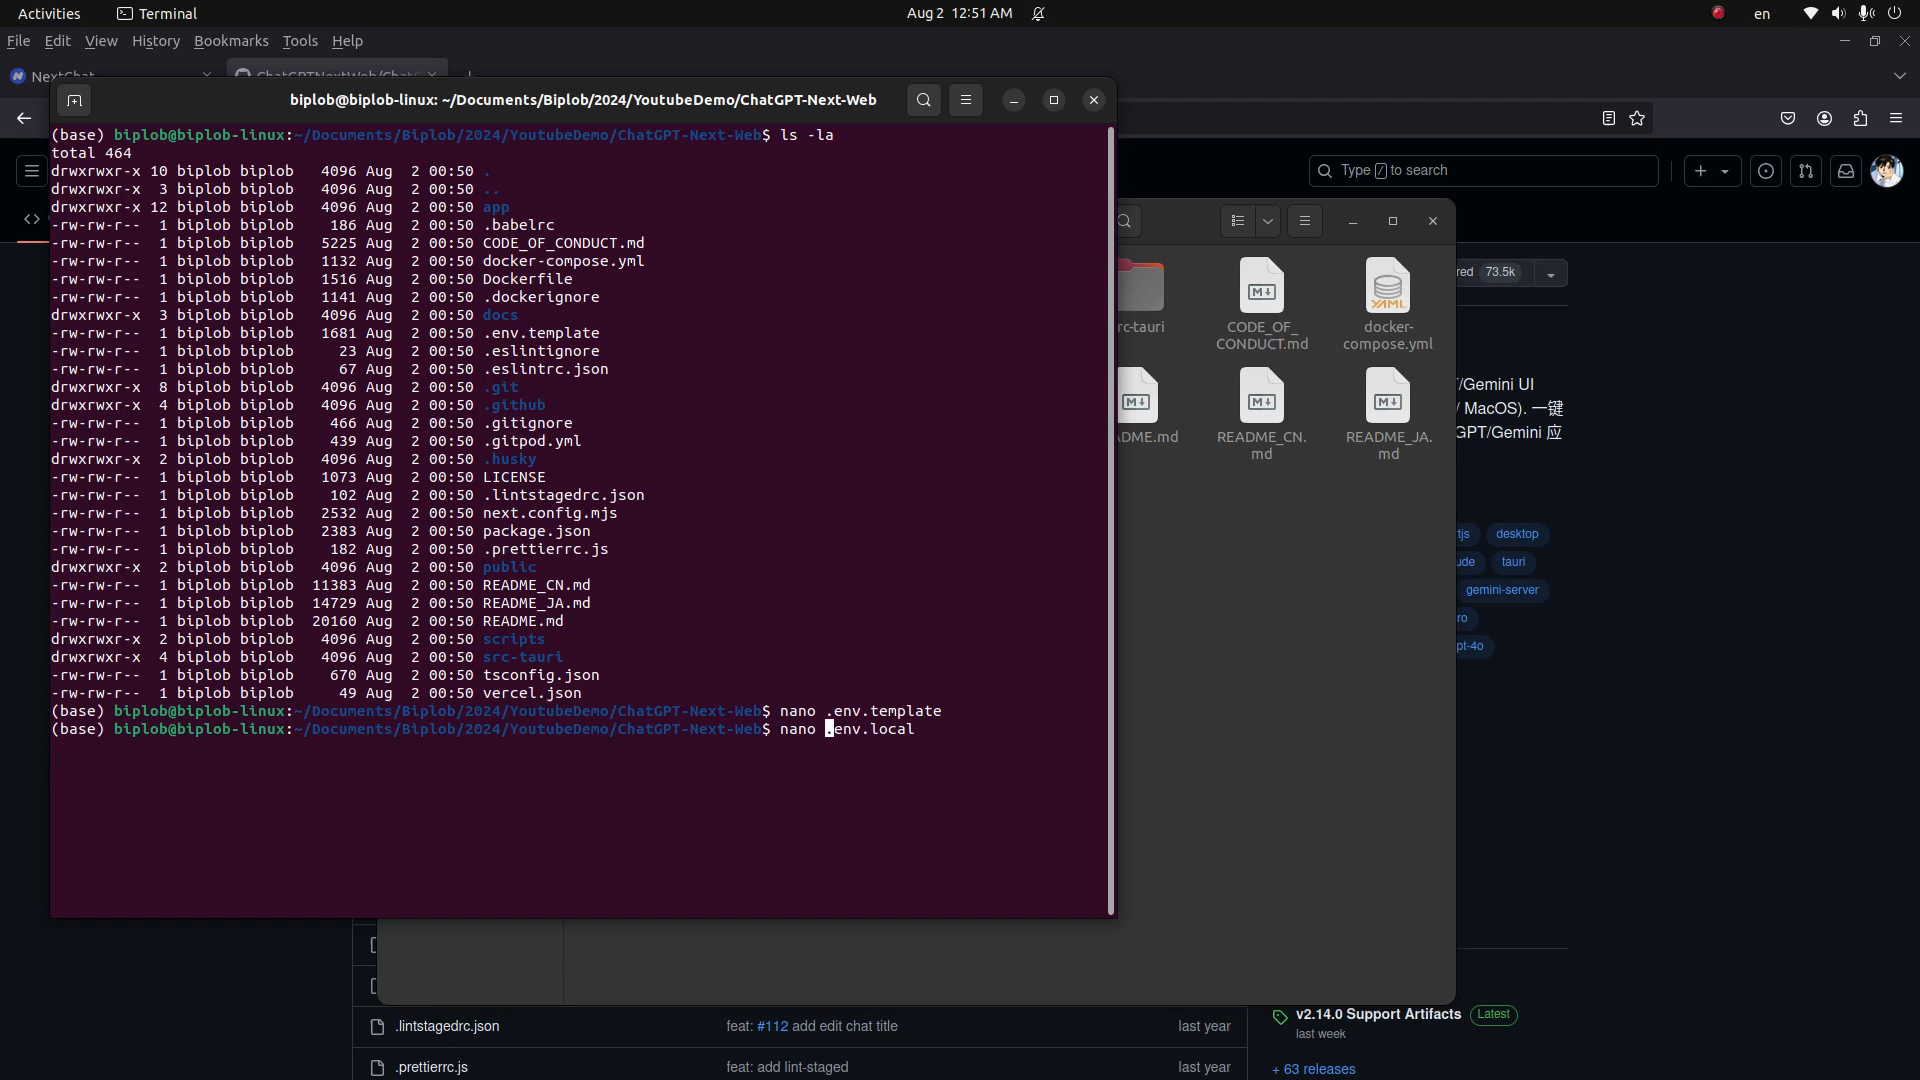 Activities
Terminal
Aug 2 12:51 AM
en
File Edit View History Bookmarks Tools Help
NextChat
ChatGPTNextWeb/Chat
biplob@biplob-linux: ~/Documents/Biplob/2024/YoutubeDemo/ChatGPT-Next-Web
(base) biplob@biplob-linux:~/Documents/Biplob/2024/YoutubeDemo/ChatGPT-Next-Web$ ls -la
total 464
drwxrwxr-x 10 biplob biplob 4096 Aug 2 00:50 .
drwxrwxr-x 3 biplob biplob 4096 Aug 2 00:50 ..
drwxrwxr-x 12 biplob biplob 4096 Aug 2 00:50 app
-rw-rw-r-- 1 biplob biplob 186 Aug 2 00:50 .babelrc
-rw-rw-r-- 1 biplob biplob 5225 Aug 2 00:50 CODE_OF_CONDUCT.md
-rw-rw-r-- 1 biplob biplob 1132 Aug 2 00:50 docker-compose.yml
-rw-rw-r-- 1 biplob biplob 1516 Aug 2 00:50 Dockerfile
-rw-rw-r-- 1 biplob biplob 1141 Aug 2 00:50 .dockerignore
drwxrwxr-x 3 biplob biplob 4096 Aug 2 00:50 docs
-rw-rw-r-- 1 biplob biplob 1681 Aug 2 00:50 .env.template
-rw-rw-r-- 1 biplob biplob 23 Aug 2 00:50 .eslintignore
-rw-rw-r-- 1 biplob biplob 67 Aug 2 00:50 .eslintrc.json
drwxrwxr-x 8 biplob biplob 4096 Aug 2 00:50 .git
drwxrwxr-x 4 biplob biplob 4096 Aug 2 00:50 .github
-rw-rw-r-- 1 biplob biplob 466 Aug 2 00:50 .gitignore
-rw-rw-r-- 1 biplob biplob 439 Aug 2 00:50 .gitpod.yml
drwxrwxr-x 2 biplob biplob 4096 Aug 2 00:50 .husky
-rw-rw-r-- 1 biplob biplob 1073 Aug 2 00:50 LICENSE
-rw-rw-r-- 1 biplob biplob 102 Aug 2 00:50 .lintstagedrc.json
-rw-rw-r-- 1 biplob biplob 2532 Aug 2 00:50 next.config.mjs
-rw-rw-r-- 1 biplob biplob 2383 Aug 2 00:50 package.json
-rw-rw-r-- 1 biplob biplob 182 Aug 2 00:50 .prettierrc.js
drwxrwxr-x 2 biplob biplob 4096 Aug 2 00:50 public
-rw-rw-r-- 1 biplob biplob 11383 Aug 2 00:50 README_CN.md
-rw-rw-r-- 1 biplob biplob 14729 Aug 2 00:50 README_JA.md
-rw-rw-r-- 1 biplob biplob 20160 Aug 2 00:50 README.md
drwxrwxr-x 2 biplob biplob 4096 Aug 2 00:50 scripts
drwxrwxr-x 4 biplob biplob 4096 Aug 2 00:50 src-tauri
-rw-rw-r-- 1 biplob biplob 670 Aug 2 00:50 tsconfig.json
-rw-rw-r-- 1 biplob biplob 49 Aug 2 00:50 vercel.json
(base) biplob@biplob-linux:~/Documents/Biplob/2024/YoutubeDemo/ChatGPT-Next-Web$ nano .env.template
(base) biplob@biplob-linux:~/Documents/Biplob/2024/YoutubeDemo/ChatGPT-Next-Web$ nano .env.local
Type / to search
red 73.5k
rc-tauri
CODE_OF_
CONDUCT.md
docker-
compose.yml
M↓
YAML
DME.md
README_CN.
md
README_JA.
md
T/Gemini UI
/ MacOS). 一键
GPT/Gemini 应
tjs
desktop
ude
tauri
gemini-server
ro
pt-4o
.lintstagedrc.json
feat: #112 add edit chat title
last year
.prettierrc.js
feat: add lint-staged
last year
v2.14.0 Support Artifacts
Latest
last week
+ 63 releases